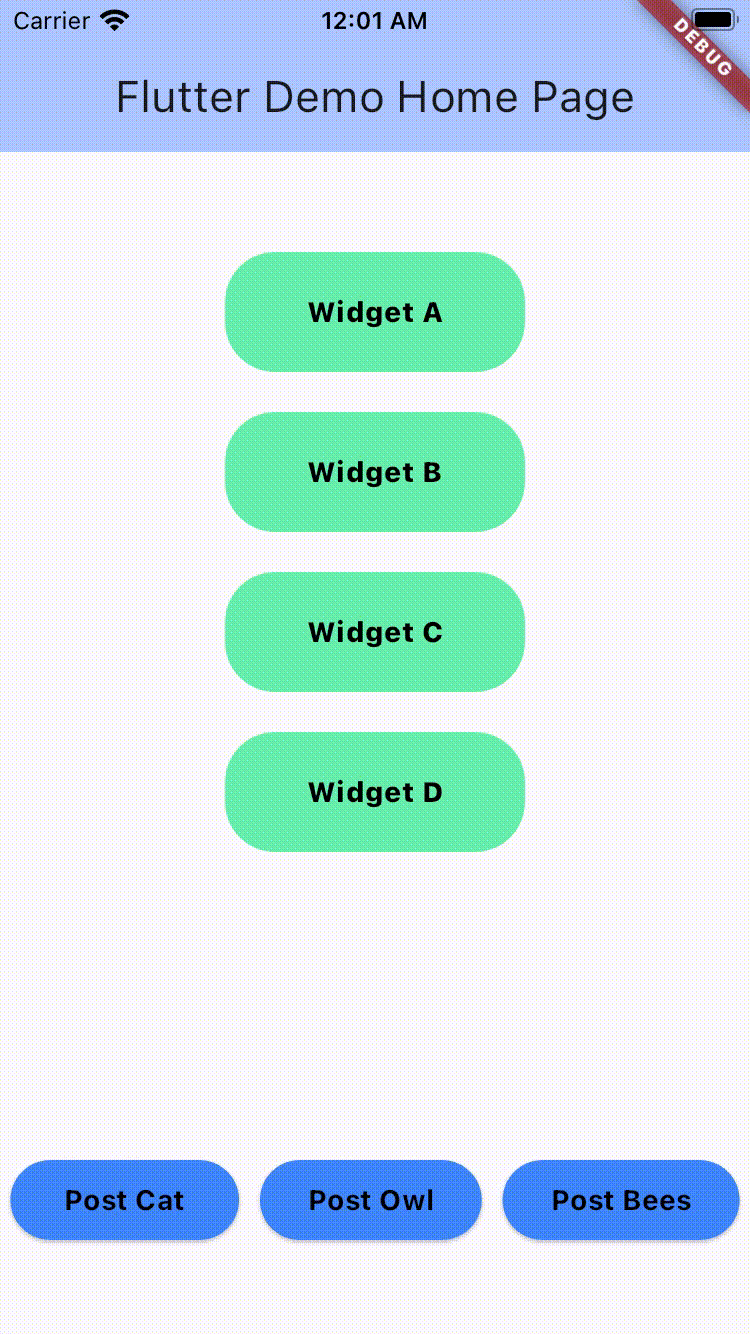 Carrier 12:01 AM
DEBUG
Flutter Demo Home Page
Widget A
Widget B
Widget C
Widget D
Post Cat Post Owl Post Bees